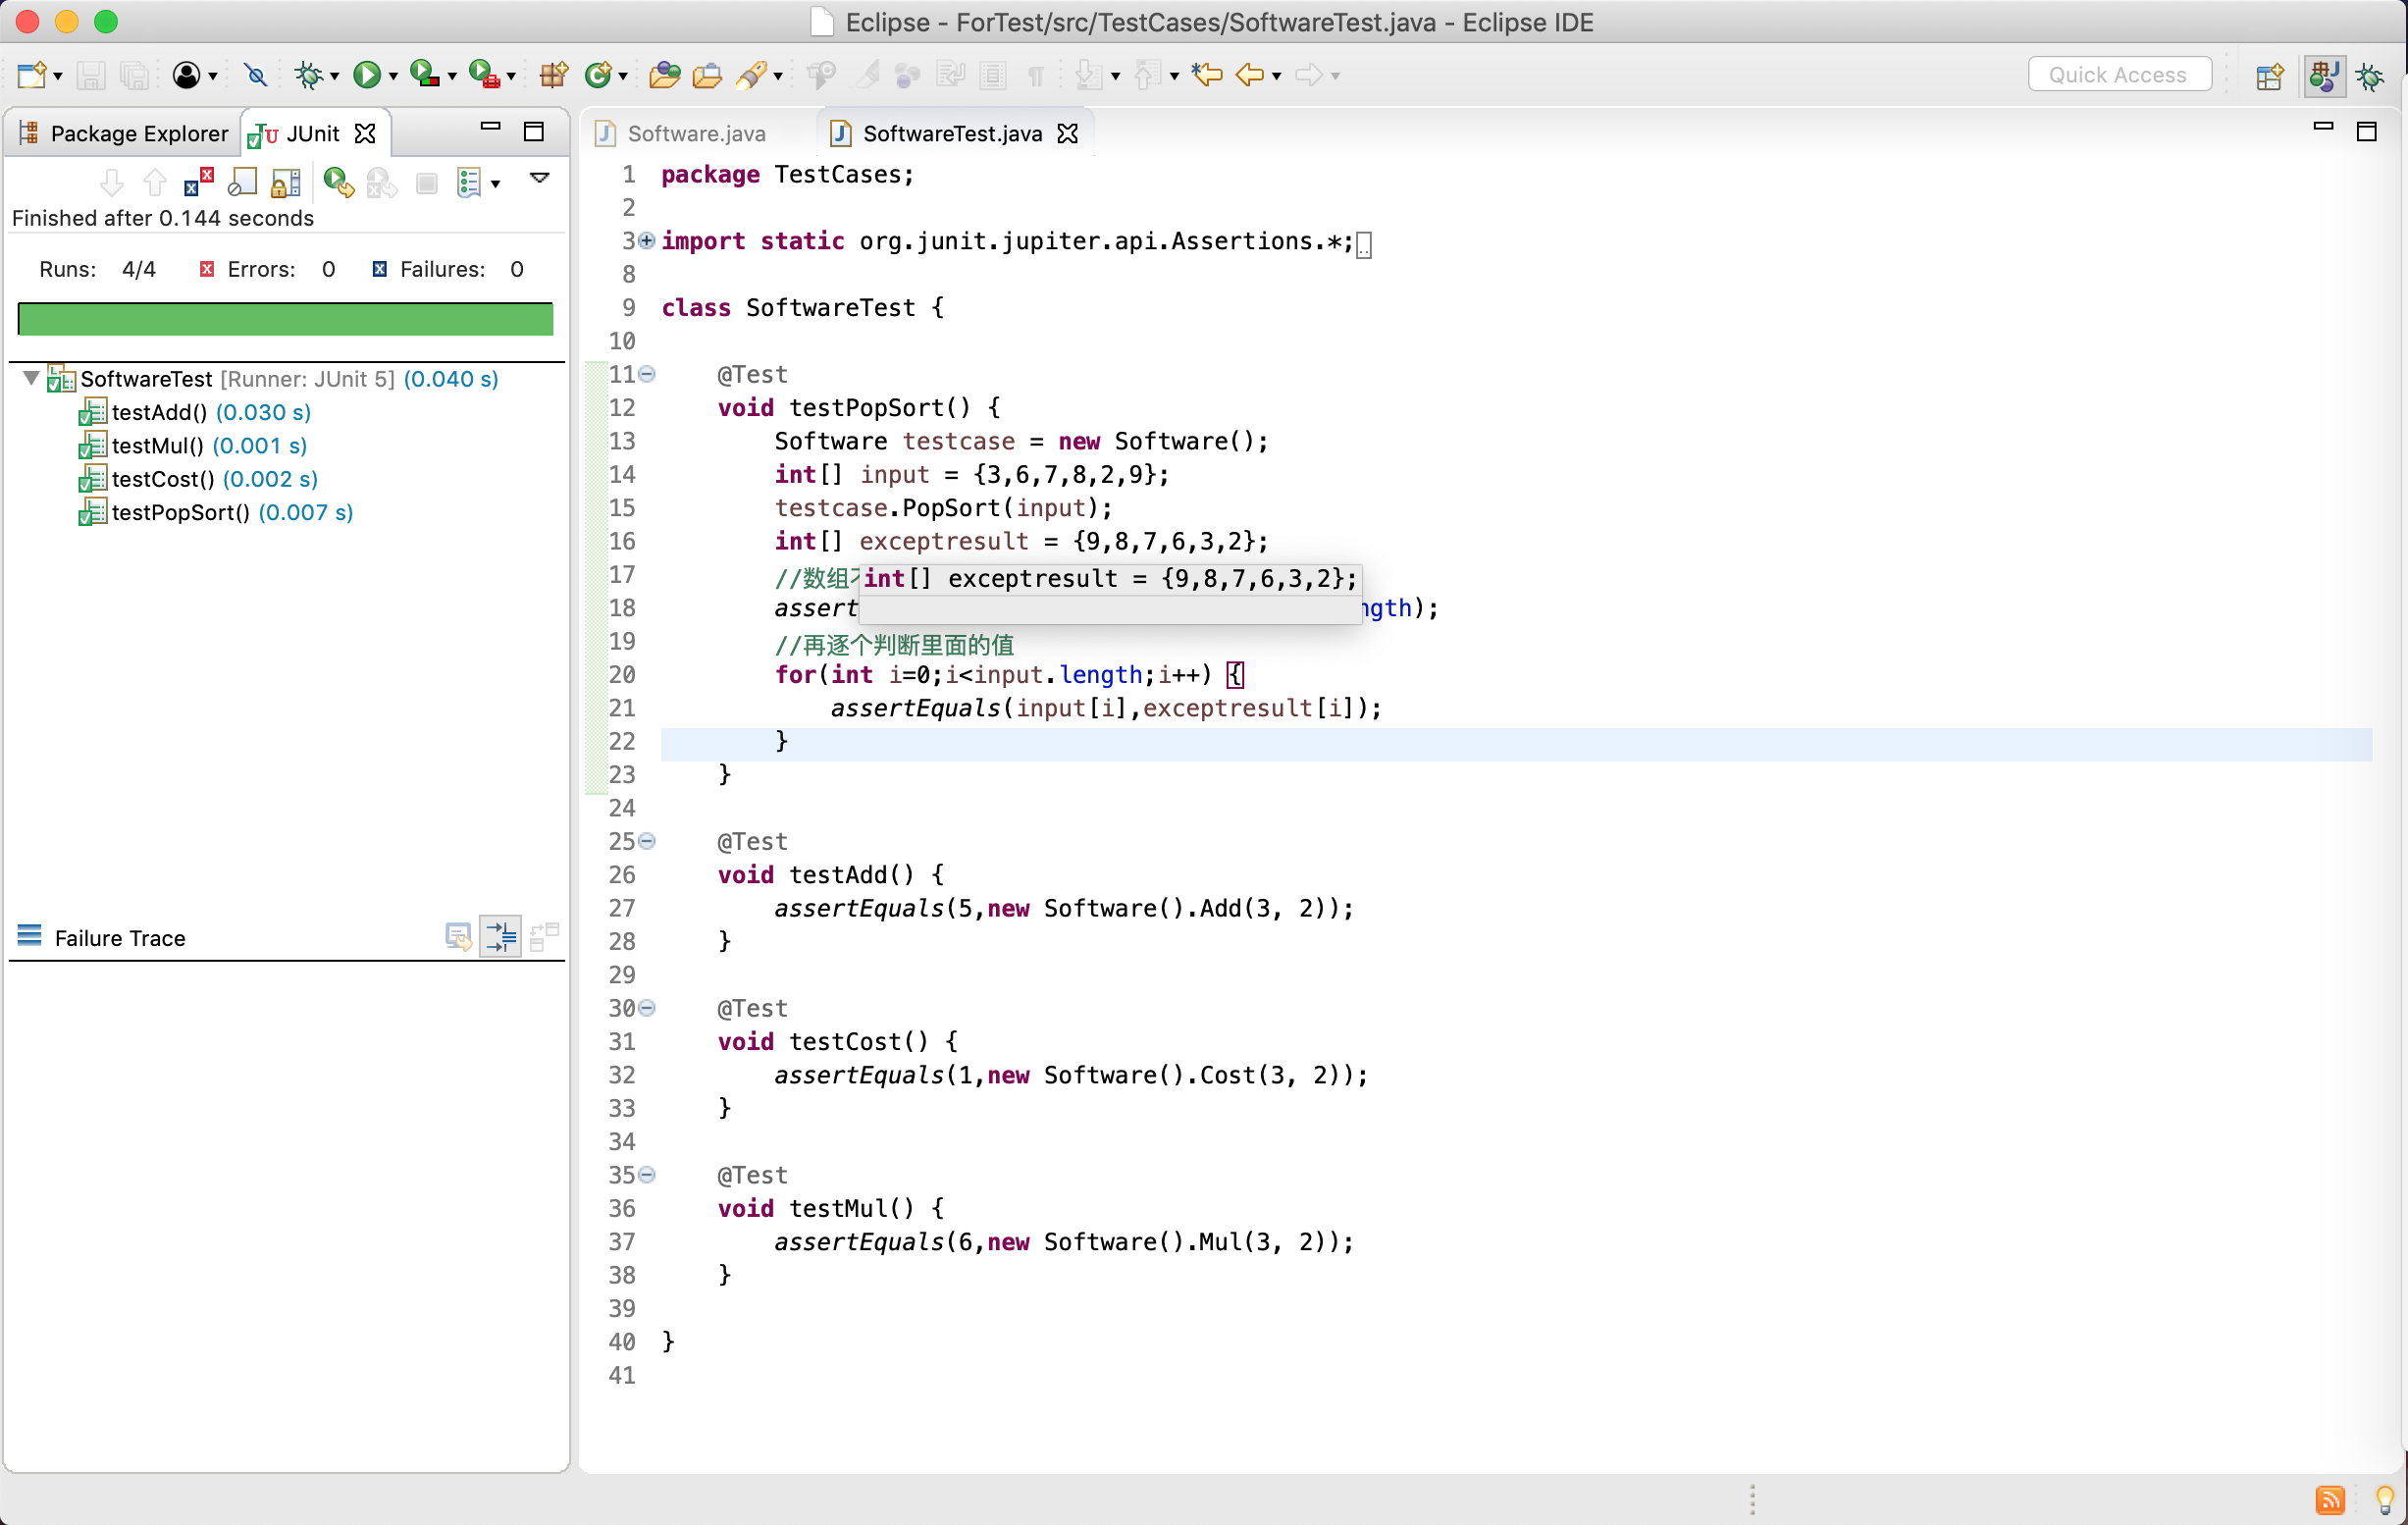 Eclipse - ForTest/src/TestCases/SoftwareTest.java - Eclipse IDE
Quick Access
Package Explorer
JUnit
Finished after 0.144 seconds
Runs: 4/4
Errors: 0
Failures: 0
SoftwareTest [Runner: JUnit 5] (0.040 s)
testAdd() (0.030 s)
testMul() (0.001 s)
testCost() (0.002 s)
testPopSort() (0.007 s)
Failure Trace
Software.java
SoftwareTest.java
1 package TestCases;
2
3 import static org.junit.jupiter.api.Assertions.*;
8
9 class SoftwareTest {
10
11 @Test
12 void testPopSort() {
13 Software testcase = new Software();
14 int[] input = {3,6,7,8,2,9};
15 testcase.PopSort(input);
16 int[] exceptresult = {9,8,7,6,3,2};
17 //数组
int[] exceptresult = {9,8,7,6,3,2};
18 assert ngth);
19 //再逐个判断里面的值
20 for(int i=0;i<input.length;i++) {
21 assertEquals(input[i],exceptresult[i]);
22 }
23 }
24
25 @Test
26 void testAdd() {
27 assertEquals(5,new Software().Add(3, 2));
28 }
29
30 @Test
31 void testCost() {
32 assertEquals(1,new Software().Cost(3, 2));
33 }
34
35 @Test
36 void testMul() {
37 assertEquals(6,new Software().Mul(3, 2));
38 }
39
40 }
41